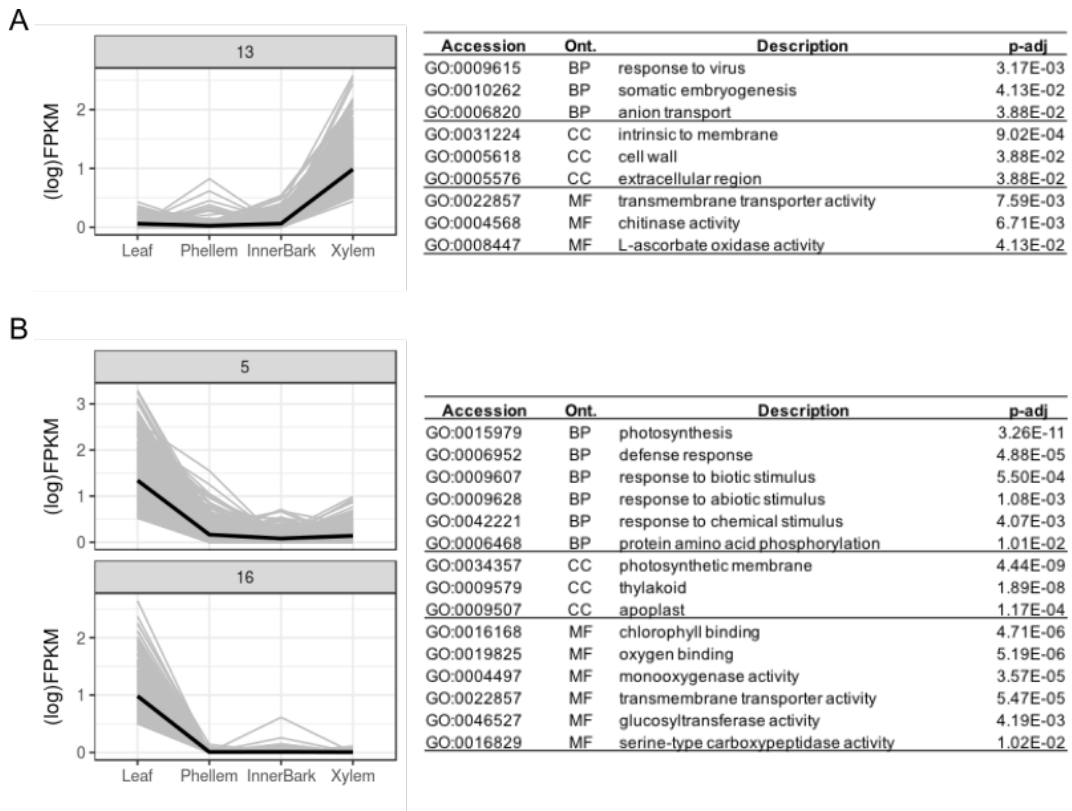 A
13
(log)FPKM
2
1
0
Leaf Phellem InnerBark Xylem
Accession Ont. Description p-adj
GO:0009615 BP response to virus 3.17E-03
GO:0010262 BP somatic embryogenesis 4.13E-02
GO:0006820 BP anion transport 3.88E-02
GO:0031224 CC intrinsic to membrane 9.02E-04
GO:0005618 CC cell wall 3.88E-02
GO:0005576 CC extracellular region 3.88E-02
GO:0022857 MF transmembrane transporter activity 7.59E-03
GO:0004568 MF chitinase activity 6.71E-03
GO:0008447 MF L-ascorbate oxidase activity 4.13E-02
B
5
(log)FPKM
3
2
1
0
16
(log)FPKM
2
1
0
Leaf Phellem InnerBark Xylem
Accession Ont. Description p-adj
GO:0015979 BP photosynthesis 3.26E-11
GO:0006952 BP defense response 4.88E-05
GO:0009607 BP response to biotic stimulus 5.50E-04
GO:0009628 BP response to abiotic stimulus 1.08E-03
GO:0042221 BP response to chemical stimulus 4.07E-03
GO:0006468 BP protein amino acid phosphorylation 1.01E-02
GO:0034357 CC photosynthetic membrane 4.44E-09
GO:0009579 CC thylakoid 1.89E-08
GO:0009507 CC apoplast 1.17E-04
GO:0016168 MF chlorophyll binding 4.71E-06
GO:0019825 MF oxygen binding 5.19E-06
GO:0004497 MF monooxygenase activity 3.57E-05
GO:0022857 MF transmembrane transporter activity 5.47E-05
GO:0046527 MF glucosyltransferase activity 4.19E-03
GO:0016829 MF serine-type carboxypeptidase activity 1.02E-02